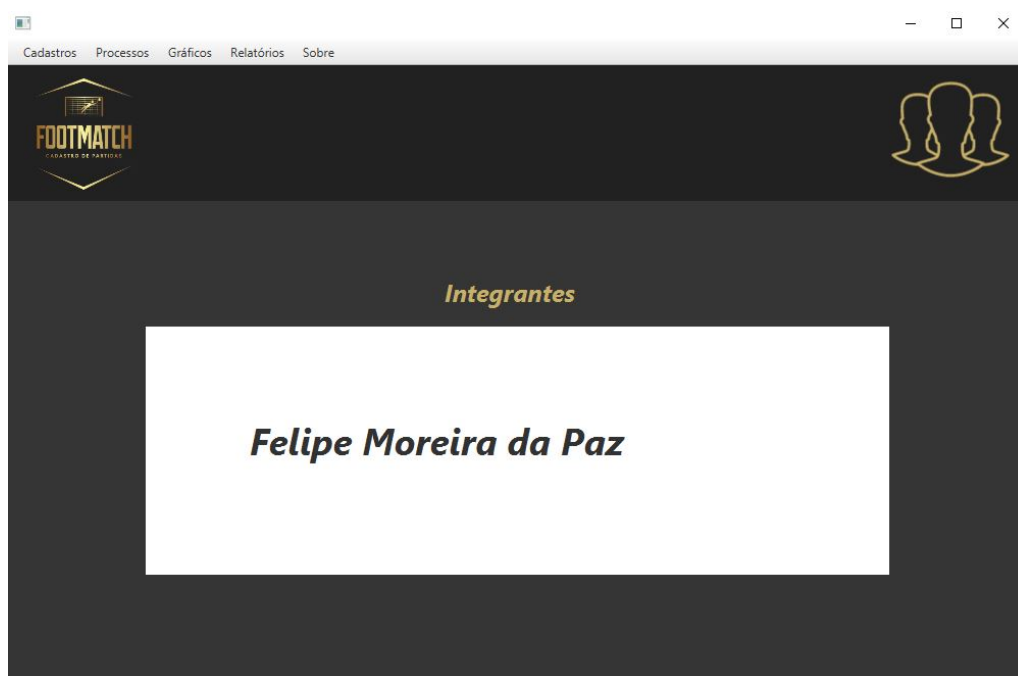 Cadastros Processos Gráficos Relatórios Sobre
FOOTMATCH
CADASTRO DE PARTIDAS
Integrantes
Felipe Moreira da Paz